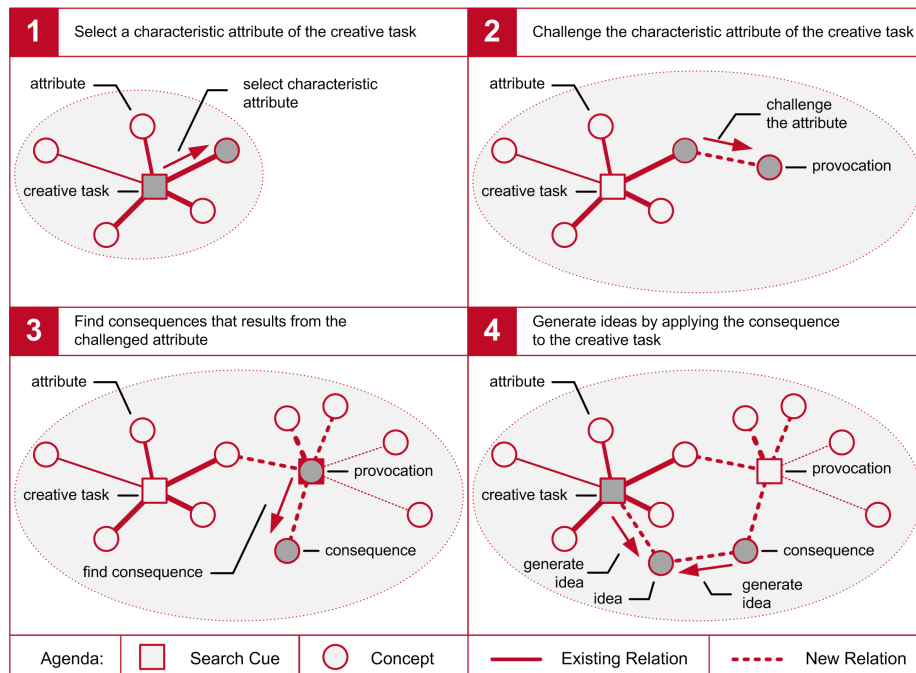 1
Select a characteristic attribute of the creative task
attribute
select characteristic
attribute
creative task
2
Challenge the characteristic attribute of the creative task
attribute
challenge
the attribute
provocation
creative task
3
Find consequences that results from the
challenged attribute
attribute
provocation
creative task
consequence
find consequence
4
Generate ideas by applying the consequence
to the creative task
attribute
provocation
creative task
consequence
generate
idea
idea
generate
idea
Agenda:
Search Cue
Concept
Existing Relation
New Relation